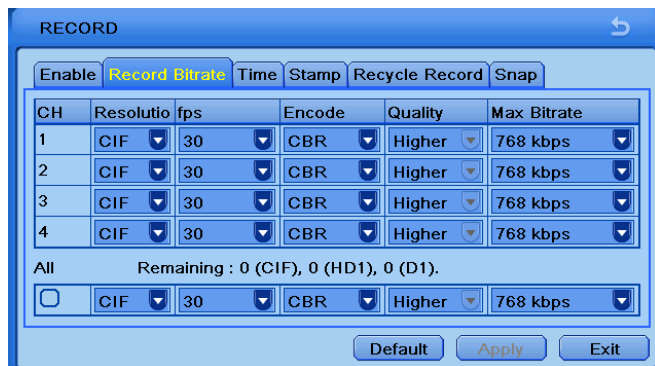 RECORD
Enable Record Bitrate Time Stamp Recycle Record Snap
CH Resolutio fps Encode Quality Max Bitrate
1 CIF 30 CBR Higher 768 kbps
2 CIF 30 CBR Higher 768 kbps
3 CIF 30 CBR Higher 768 kbps
4 CIF 30 CBR Higher 768 kbps
All Remaining : 0 (CIF), 0 (HD1), 0 (D1).
CIF 30 CBR Higher 768 kbps
Default Apply Exit